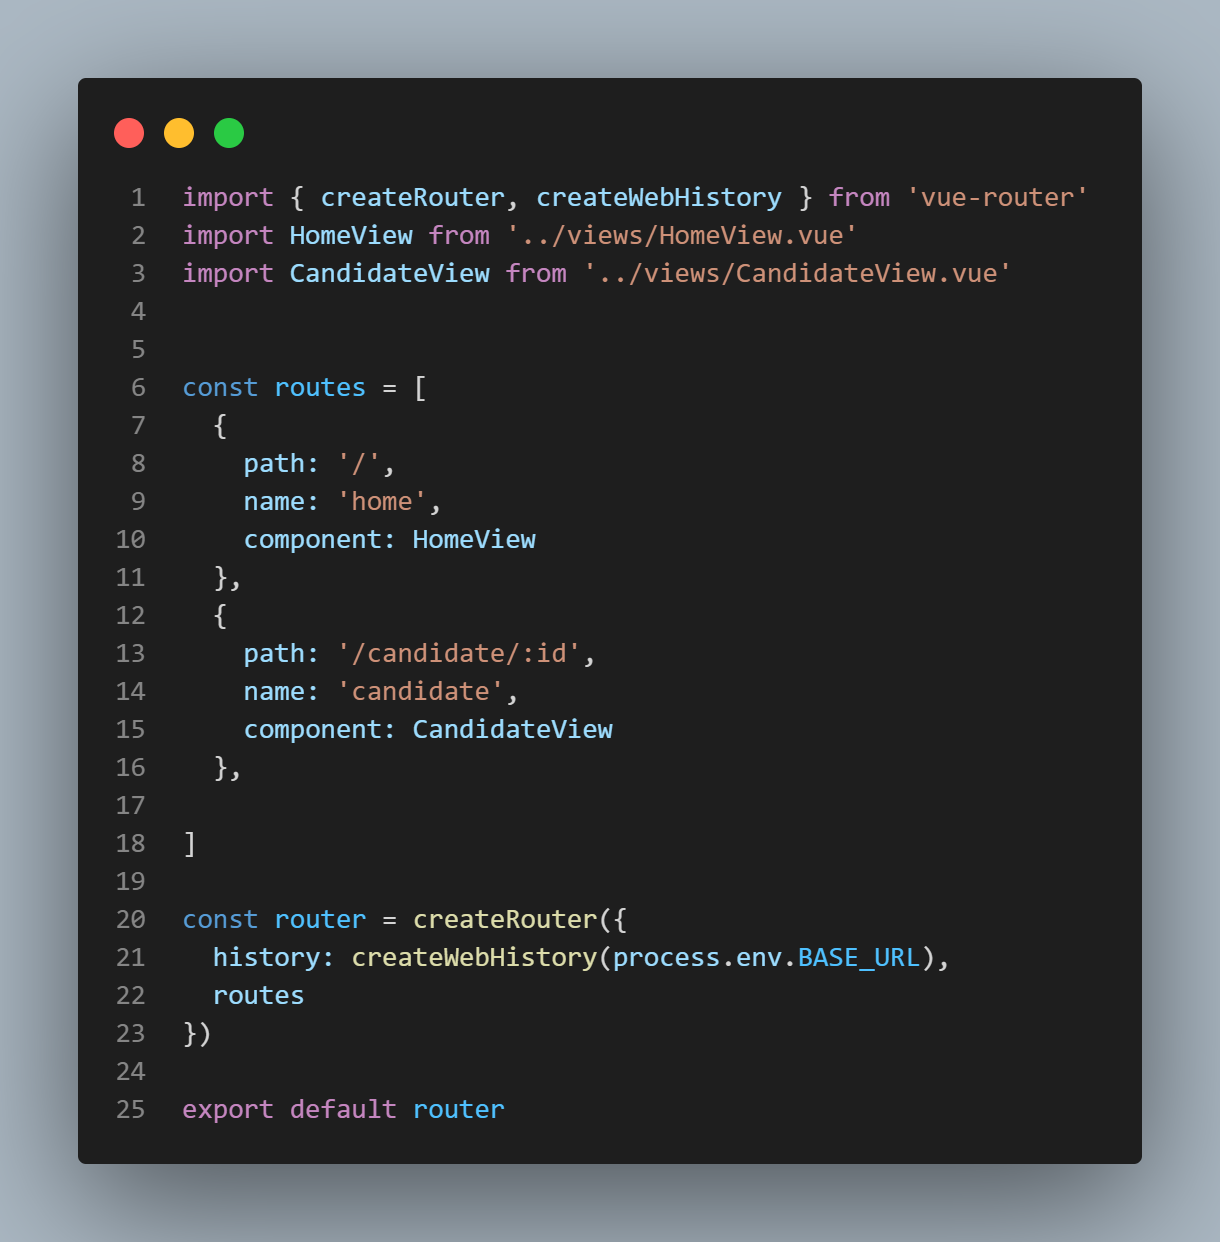 1 import { createRouter, createWebHistory } from 'vue-router'
2 import HomeView from '../views/HomeView.vue'
3 import CandidateView from '../views/CandidateView.vue'
4
5
6 const routes = [
7   {
8     path: '/',
9     name: 'home',
10     component: HomeView
11   },
12   {
13     path: '/candidate/:id',
14     name: 'candidate',
15     component: CandidateView
16   },
17
18 ]
19
20 const router = createRouter({
21   history: createWebHistory(process.env.BASE_URL),
22   routes
23 })
24
25 export default router